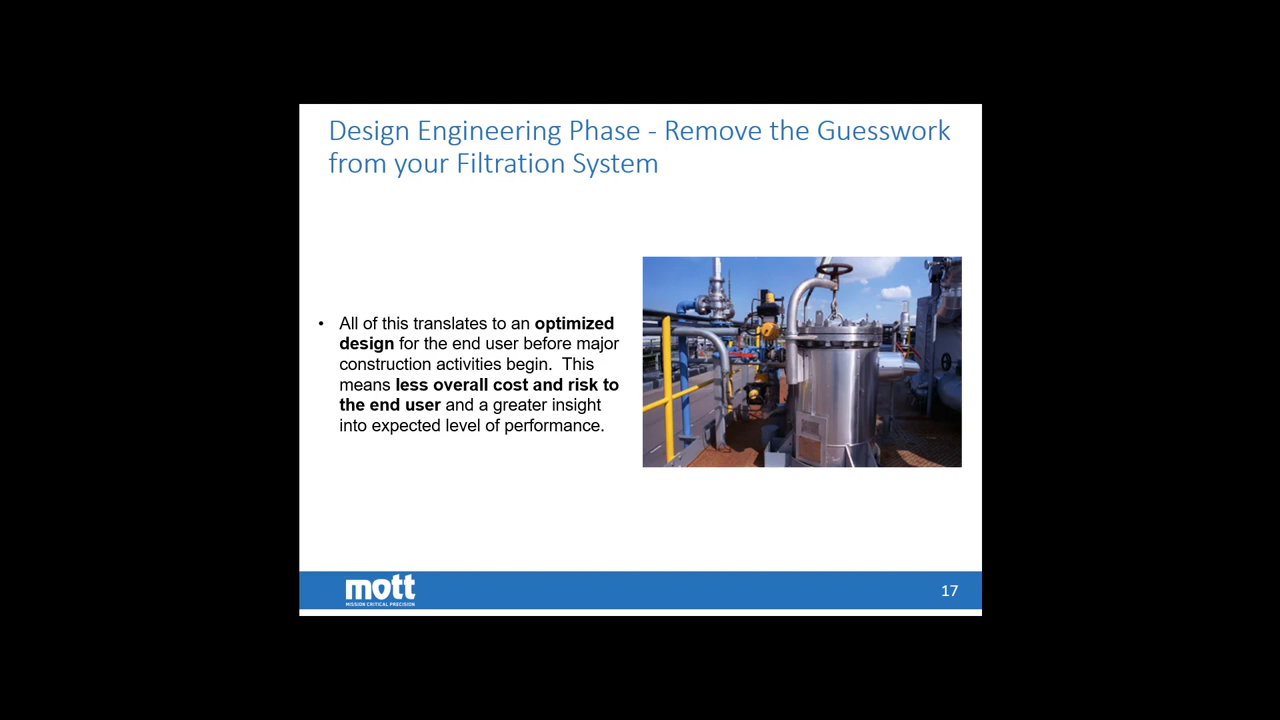 Design Engineering Phase - Remove the Guesswork
from your Filtration System
• All of this translates to an optimized
design for the end user before major
construction activities begin.  This
means less overall cost and risk to
the end user and a greater insight
into expected level of performance.
mott
MISSION CRITICAL PRECISION
17